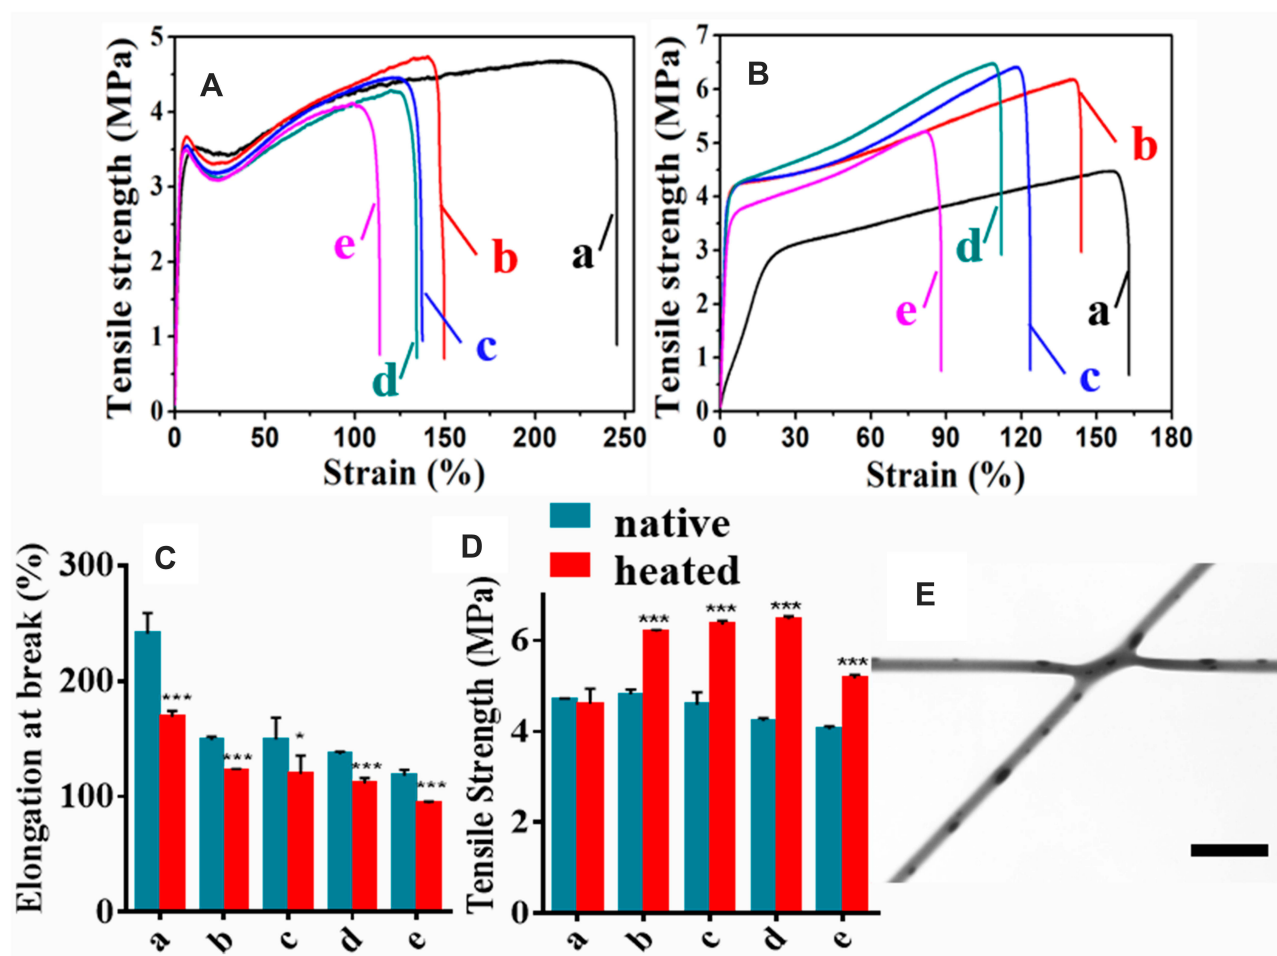 A
Tensile strength (MPa)
5
4
3
2
1
0
0 50 100 150 200 250
Strain (%)
e
d
c
b
a
B
Tensile strength (MPa)
7
6
5
4
3
2
1
0
0 30 60 90 120 150 180
Strain (%)
b
d
e
a
c
native
heated
C
Elongation at break (%)
300
200
100
0
***
***
*
***
***
a b c d e
D
Tensile Strength (MPa)
6
4
2
0
***
***
***
***
a b c d e
E